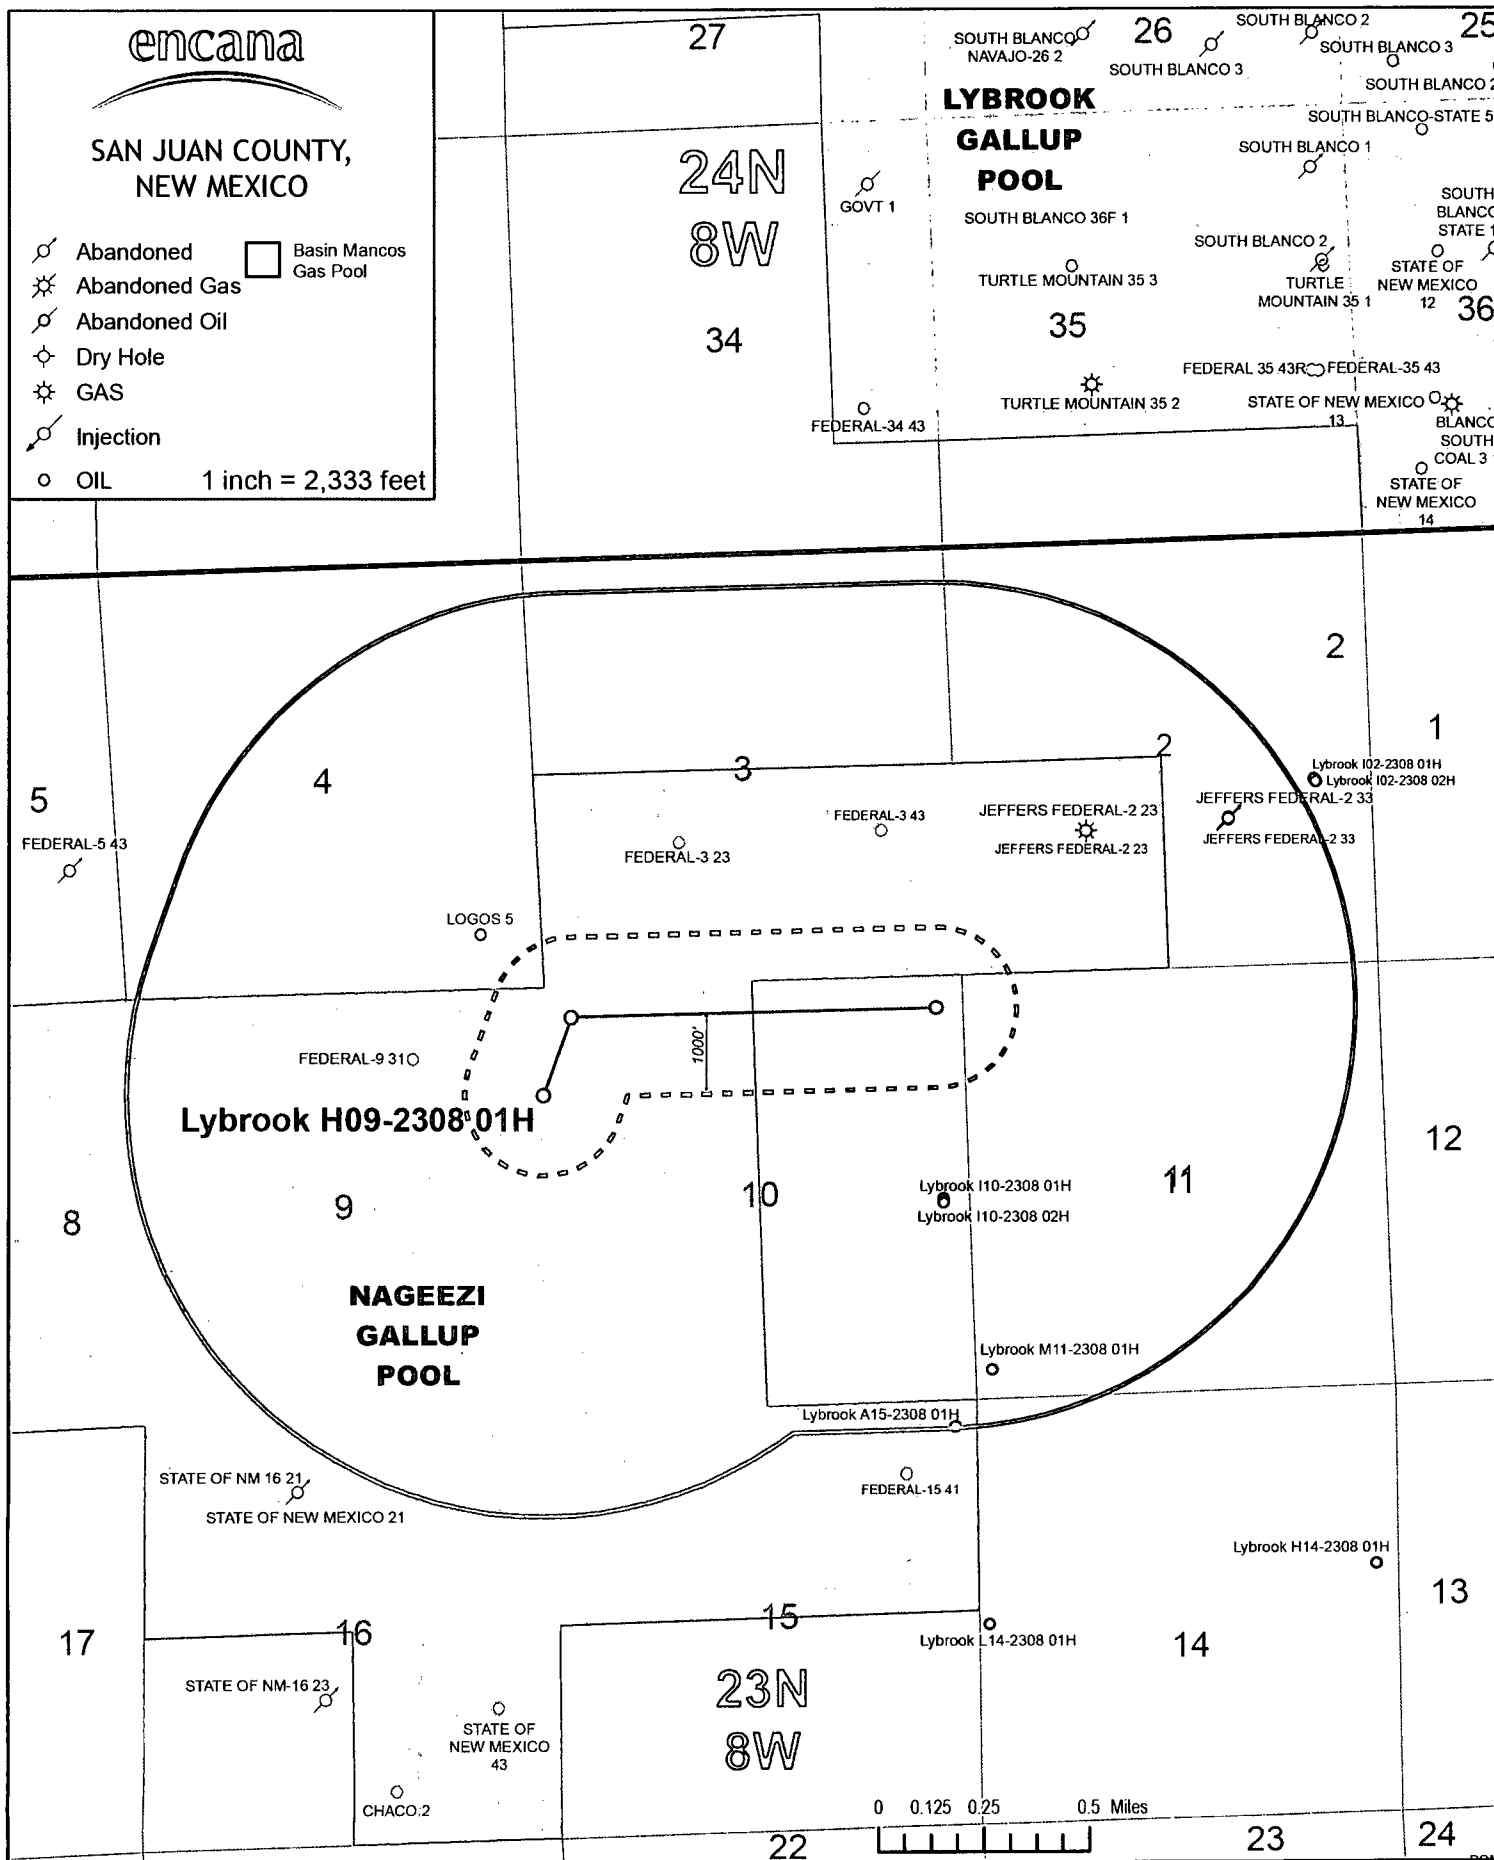 encana
SAN JUAN COUNTY,
NEW MEXICO
Abandoned
Abandoned Gas
Abandoned Oil
Dry Hole
GAS
Injection
OIL
Basin Mancos
Gas Pool
1 inch = 2,333 feet
27
SOUTH BLANCO
NAVAJO-26 2
26
SOUTH BLANCO 2
25
SOUTH BLANCO 3
SOUTH BLANCO 3
SOUTH BLANCO 2
LYBROOK
GALLUP
POOL
SOUTH BLANCO-STATE 5
SOUTH BLANCO 1
24N
8W
GOVT 1
SOUTH BLANCO 36F 1
SOUTH
BLANCO
STATE 1
SOUTH BLANCO 2
TURTLE MOUNTAIN 35 3
TURTLE
MOUNTAIN 35 1
STATE OF
NEW MEXICO
12
36
34
35
FEDERAL 35 43R
FEDERAL-35 43
TURTLE MOUNTAIN 35 2
STATE OF NEW MEXICO
13
FEDERAL-34 43
BLANCO
SOUTH
COAL 3
STATE OF
NEW MEXICO
14
2
1
4
3
2
5
Lybrook I02-2308 01H
Lybrook I02-2308 02H
JEFFERS FEDERAL-2 33
JEFFERS FEDERAL-2 33
FEDERAL-5 43
FEDERAL-3 43
FEDERAL-3 23
JEFFERS FEDERAL-2 23
JEFFERS FEDERAL-2 23
LOGOS 5
1000'
FEDERAL-9 31
Lybrook H09-2308 01H
12
8
9
10
11
Lybrook I10-2308 01H
Lybrook I10-2308 02H
NAGEEZI
GALLUP
POOL
Lybrook M11-2308 01H
Lybrook A15-2308 01H
STATE OF NM 16 21
STATE OF NEW MEXICO 21
FEDERAL-15 41
Lybrook H14-2308 01H
13
17
16
15
14
Lybrook L14-2308 01H
STATE OF NM-16 23
23N
8W
STATE OF
NEW MEXICO
43
CHACO 2
0 0.125 0.25 0.5 Miles
22
23
24